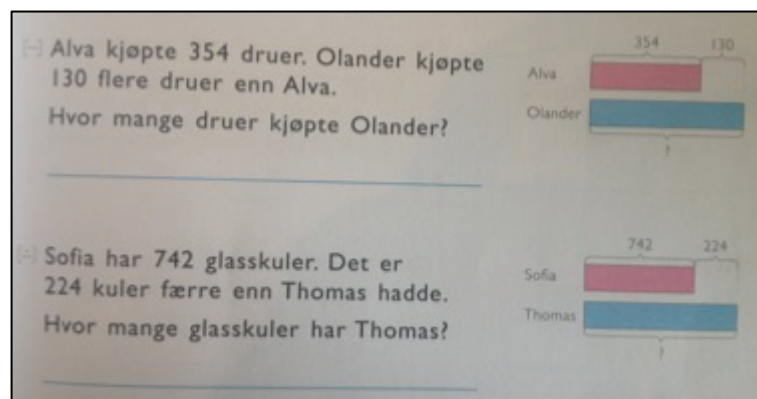 Alva kjøpte 354 druer. Olander kjøpte
130 flere druer enn Alva.
Hvor mange druer kjøpte Olander?
354 130
Alva
Olander
?
Sofia har 742 glasskuler. Det er
224 kuler færre enn Thomas hadde.
Hvor mange glasskuler har Thomas?
742 224
Sofia
Thomas
?